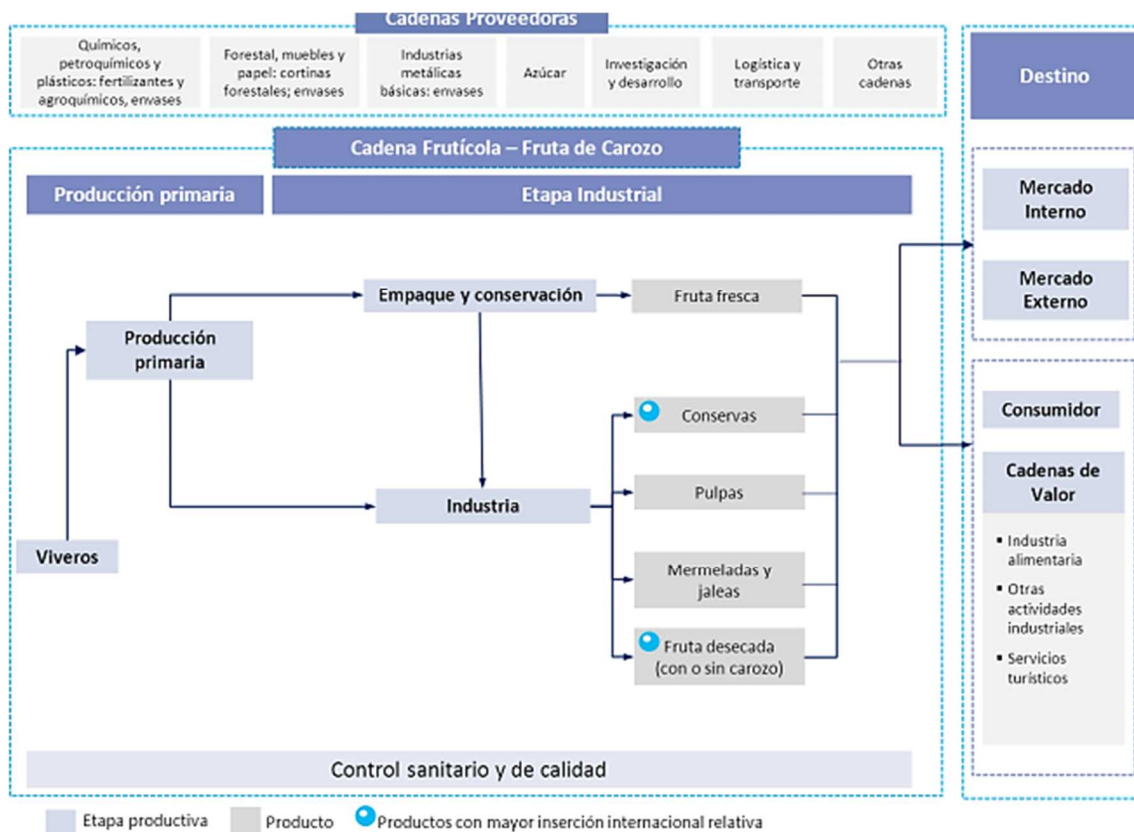 Cadenas Proveedoras
Químicos,
petroquímicos y
plásticos: fertilizantes y
agroquímicos, envases
Forestal, muebles y
papel: cortinas
forestales; envases
Industrias
metálicas
básicas: envases
Azúcar
Investigación
y desarrollo
Logística y
transporte
Otras
cadenas
Destino
Cadena Frutícola – Fruta de Carozo
Producción primaria
Etapa Industrial
Mercado
Interno
Mercado
Externo
Empaque y conservación
Fruta fresca
Producción
primaria
Conservas
Consumidor
Cadenas de
Valor
Industria
Pulpas
▪ Industria
alimentaria
▪ Otras
actividades
industriales
▪ Servicios
turísticos
Viveros
Mermeladas y
jaleas
Fruta desecada
(con o sin carozo)
Control sanitario y de calidad
Etapa productiva
Producto
Productos con mayor inserción internacional relativa